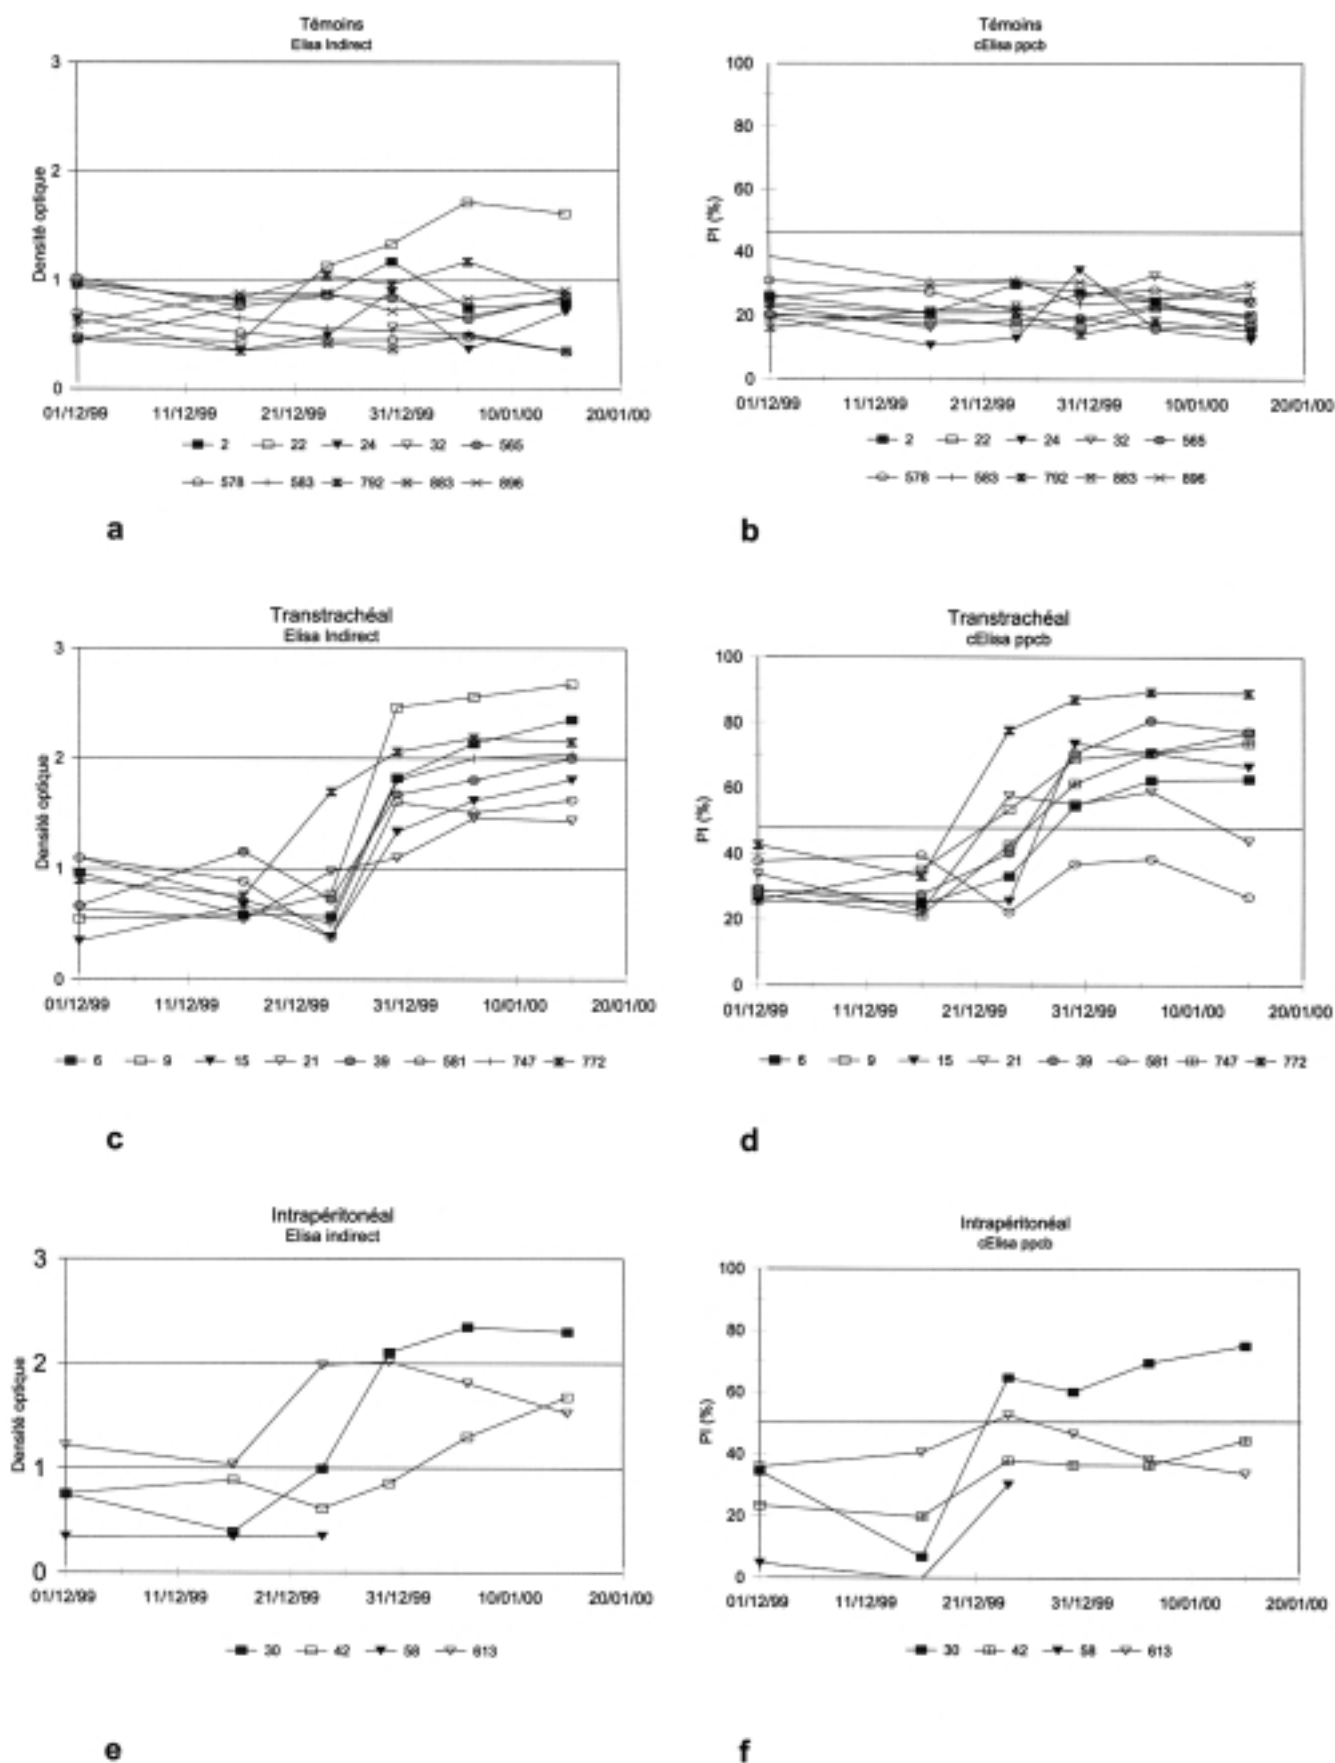 Témoins
Elisa Indirect
3
2
1
0
Densité optique
01/12/99 11/12/99 21/12/99 31/12/99 10/01/00 20/01/00
2 22 24 32 565
578 583 792 883 896
a
Témoins
cElisa ppcb
100
80
60
40
20
0
PI (%)
01/12/99 11/12/99 21/12/99 31/12/99 10/01/00 20/01/00
2 22 24 32 565
578 583 792 883 896
b
Transtrachéal
Elisa Indirect
3
2
1
0
Densité optique
01/12/99 11/12/99 21/12/99 31/12/99 10/01/00 20/01/00
6 9 15 21 39 581 747 772
c
Transtrachéal
cElisa ppcb
100
80
60
40
20
0
PI (%)
01/12/99 11/12/99 21/12/99 31/12/99 10/01/00 20/01/00
6 9 15 21 39 581 747 772
d
Intrapéritonéal
Elisa indirect
3
2
1
0
Densité optique
01/12/99 11/12/99 21/12/99 31/12/99 10/01/00 20/01/00
30 42 58 613
e
Intrapéritonéal
cElisa ppcb
100
80
60
40
20
0
PI (%)
01/12/99 11/12/99 21/12/99 31/12/99 10/01/00 20/01/00
30 42 58 613
f